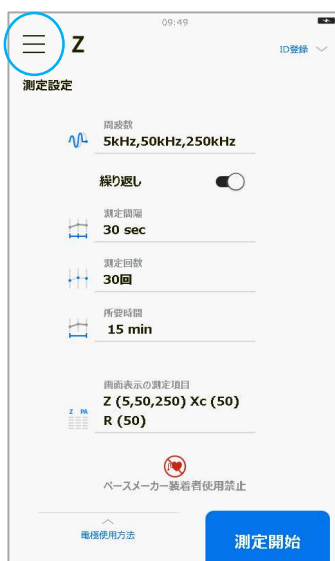 09:49
Z
ID登録
測定設定
周波数
5kHz,50kHz,250kHz
繰り返し
測定間隔
30 sec
測定回数
30回
所要時間
15 min
画面表示の測定項目
Z (5,50,250) Xc (50)
R (50)
Z PA
ペースメーカー装着者使用禁止
電極使用方法
測定開始